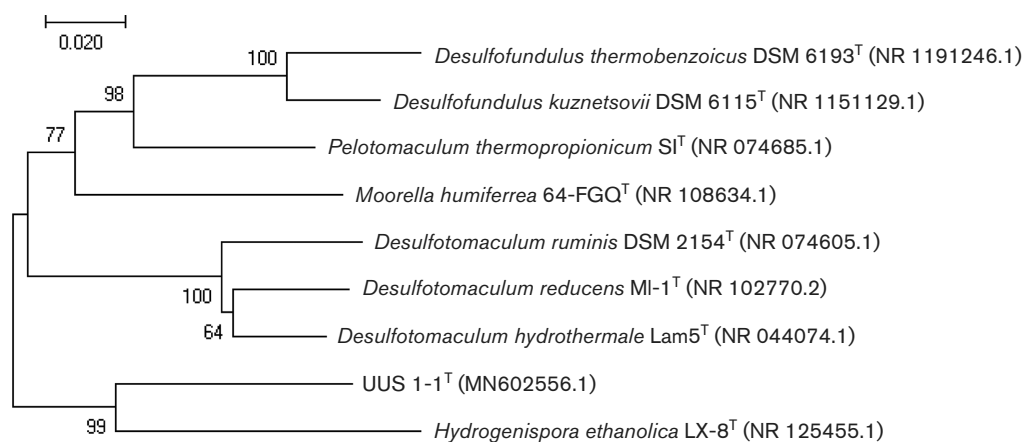 0.020
100
Desulfofundulus thermobenzoicus DSM 6193ᵀ (NR 1191246.1)
98
Desulfofundulus kuznetsovii DSM 6115ᵀ (NR 1151129.1)
77
Pelotomaculum thermopropionicum SIᵀ (NR 074685.1)
Moorella humiferrea 64-FGQᵀ (NR 108634.1)
Desulfotomaculum ruminis DSM 2154ᵀ (NR 074605.1)
100
Desulfotomaculum reducens MI-1ᵀ (NR 102770.2)
64
Desulfotomaculum hydrothermale Lam5ᵀ (NR 044074.1)
UUS 1-1ᵀ (MN602556.1)
99
Hydrogenispora ethanolica LX-8ᵀ (NR 125455.1)